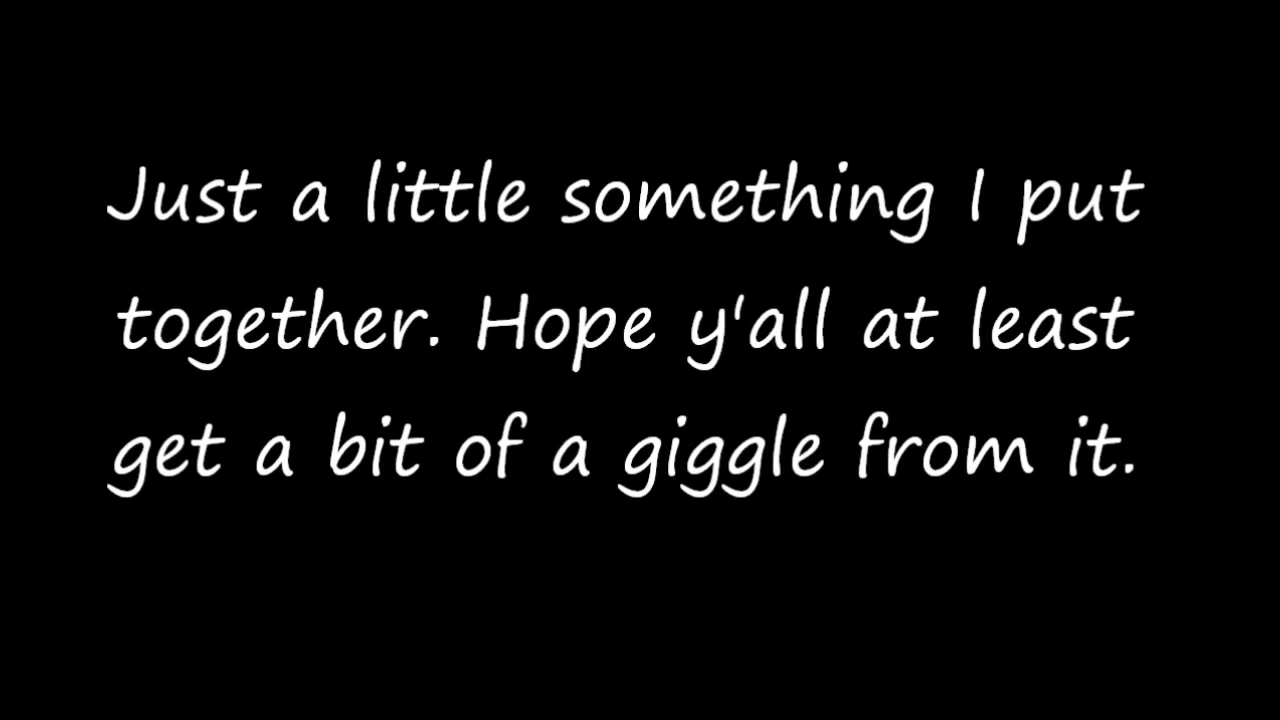 Just a little something I put
together. Hope y'all at least
get a bit of a giggle from it.